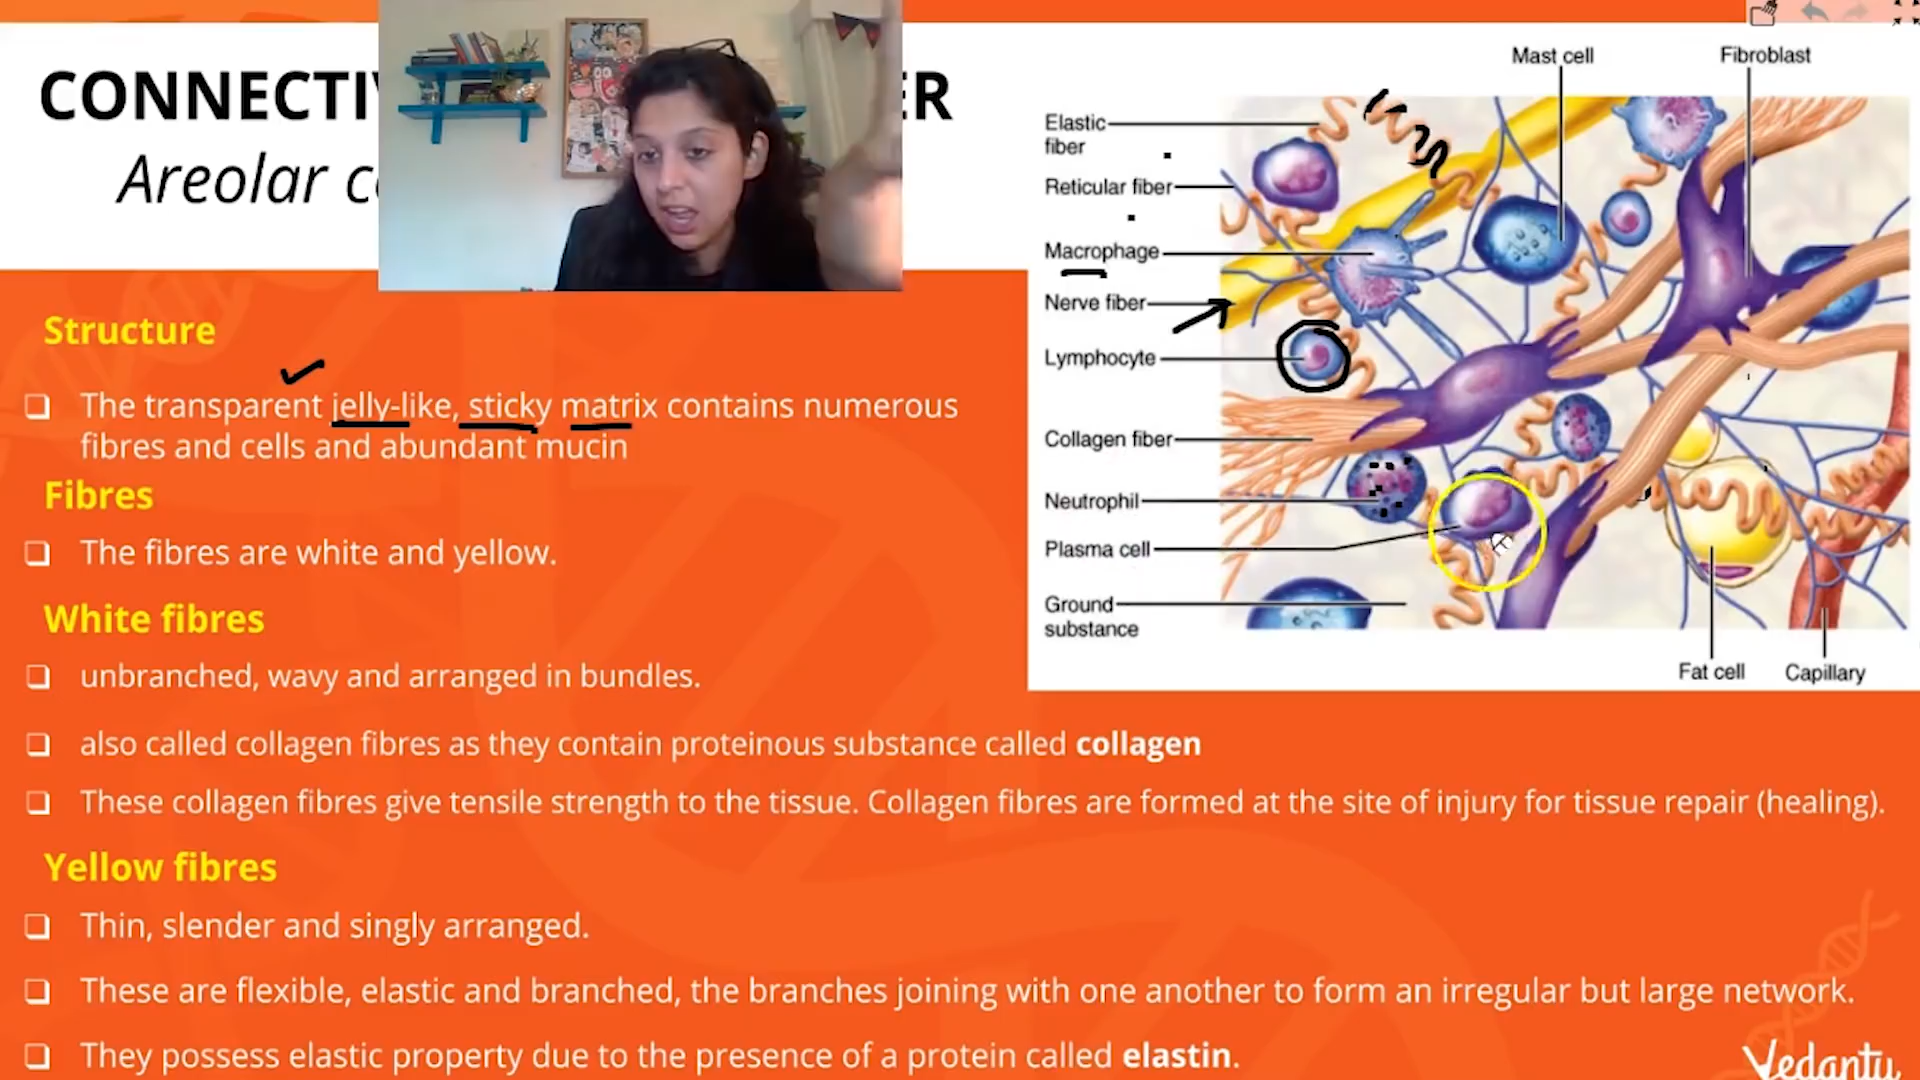 CONNECTI
ER
Areolar c
Structure
❑ The transparent jelly-like, sticky matrix contains numerous
fibres and cells and abundant mucin
Fibres
❑ The fibres are white and yellow.
White fibres
❑ unbranched, wavy and arranged in bundles.
❑ also called collagen fibres as they contain proteinous substance called collagen
❑ These collagen fibres give tensile strength to the tissue. Collagen fibres are formed at the site of injury for tissue repair (healing).
Yellow fibres
❑ Thin, slender and singly arranged.
❑ These are flexible, elastic and branched, the branches joining with one another to form an irregular but large network.
❑ They possess elastic property due to the presence of a protein called elastin.
Mast cell
Fibroblast
Elastic
fiber
Reticular fiber
Macrophage
Nerve fiber
Lymphocyte
Collagen fiber
Neutrophil
Plasma cell
Ground
substance
Fat cell
Capillary
Vedantu